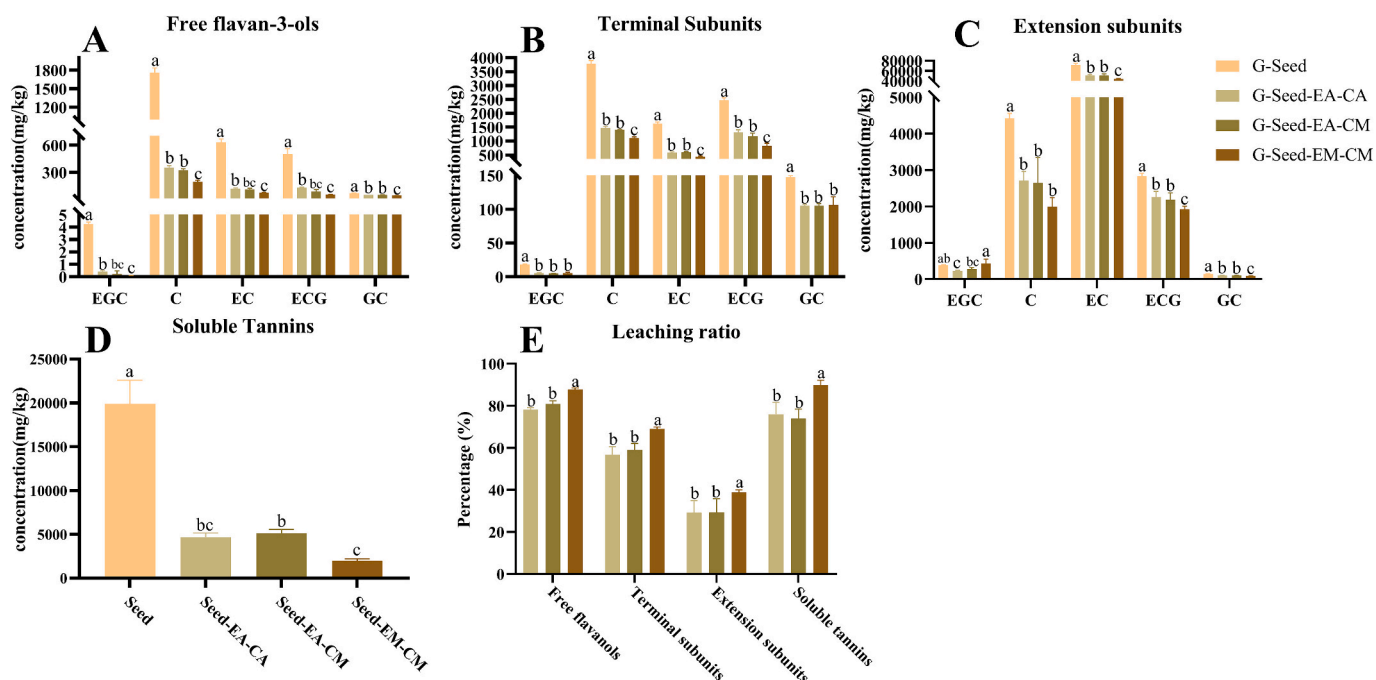 A
Free flavan-3-ols
concentration(mg/kg)
1800
1600
1400
1200
600
300
5
4
3
2
1
0
a
b bc c
a
b b
c
a
b bc c
a
b bc c
a b b c
EGC
C
EC
ECG
GC
B
Terminal Subunits
concentration(mg/kg)
4000
3500
3000
2500
2000
1500
1000
500
150
100
50
0
a
b b b
a
b b
c
a
b b
c
a
b b
c
a
b b b
EGC
C
EC
ECG
GC
C
Extension subunits
concentration(mg/kg)
80000
60000
40000
5000
4000
3000
2000
1000
0
ab c bc a
a
b b
b
a
b b c
a
b b
c
a b b c
EGC
C
EC
ECG
GC
G-Seed
G-Seed-EA-CA
G-Seed-EA-CM
G-Seed-EM-CM
D
Soluble Tannins
concentration(mg/kg)
25000
20000
15000
10000
5000
0
a
bc
b
c
Seed
Seed-EA-CA
Seed-EA-CM
Seed-EM-CM
E
Leaching ratio
Percentage (%)
100
80
60
40
20
0
b b a
b b a
b b a
b b a
Free flavanols
Terminal subunits
Extension subunits
Soluble tannins